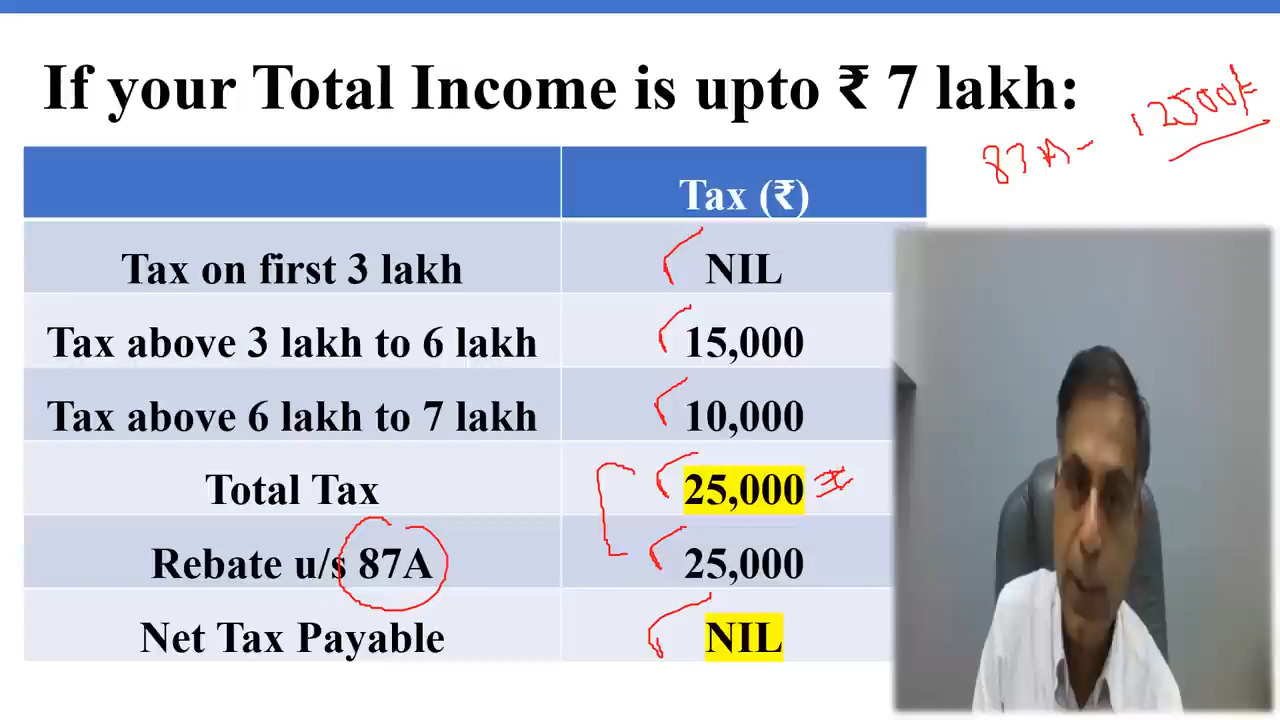 If your Total Income is upto ₹ 7 lakh:
87A - 12500/-
Tax (₹)
Tax on first 3 lakh NIL
Tax above 3 lakh to 6 lakh 15,000
Tax above 6 lakh to 7 lakh 10,000
Total Tax 25,000
Rebate u/s 87A 25,000
Net Tax Payable NIL